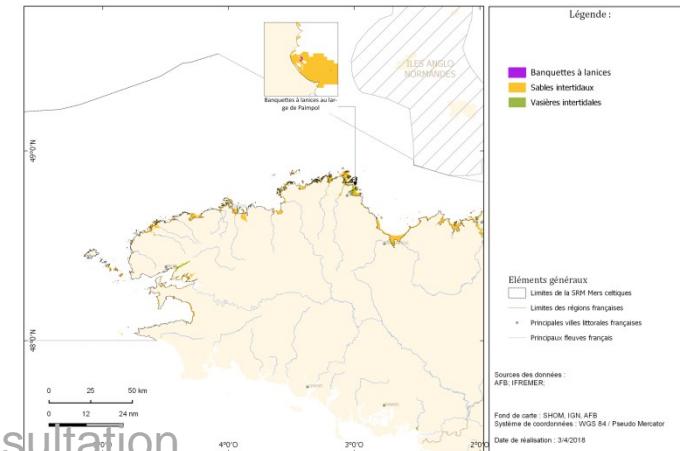 Légende :
Banquettes à lanices
Sables intertidaux
Vasières intertidales
ILES ANGLO
NORMANDES
Banquettes à lanices au lar-
ge de Paimpol
49°0'N
48°0'N
Eléments généraux
Limites de la SRM Mers celtiques
Limites des régions françaises
Principales villes littorales françaises
Principaux fleuves français
Sources des données :
AFB; IFREMER;
0 25 50 km
0 12 24 nm
Fond de carte : SHOM, IGN, AFB
Système de coordonnées : WGS 84 / Pseudo Mercator
Date de réalisation : 3/4/2018
4°0'O 3°0'O 2°0'O
sultation